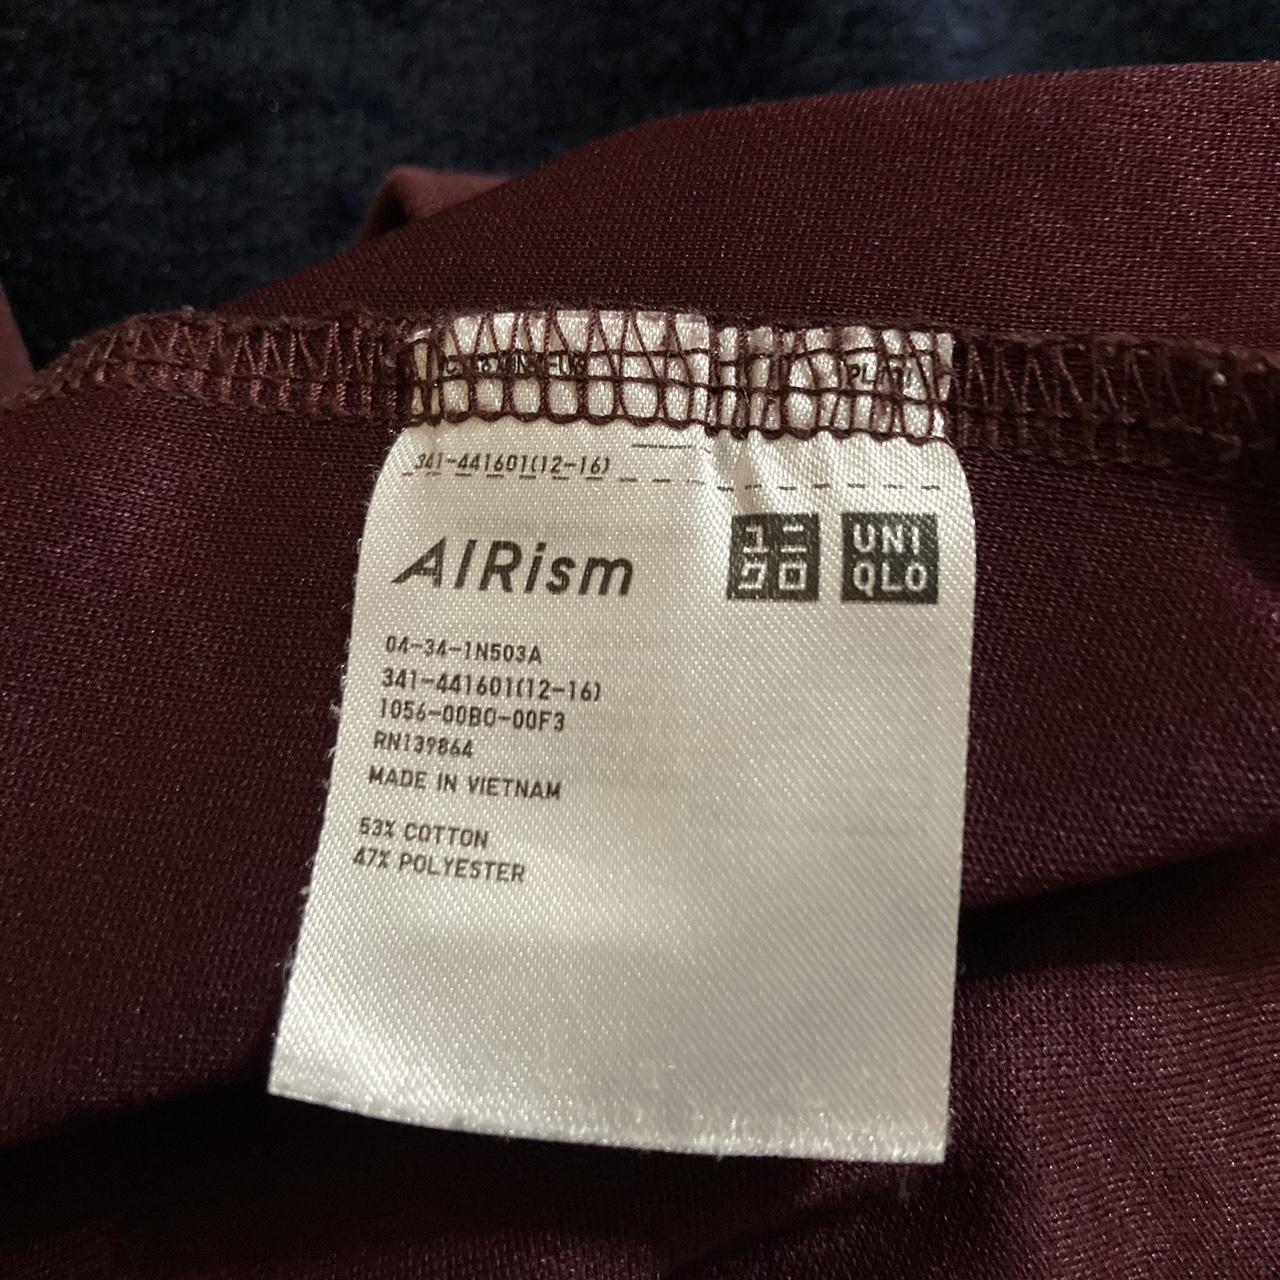 341-441601(12-16)
AIRism
ユニ
クロ
UNI
QLO
04-34-1N503A
341-441601(12-16)
1056-00B0-00F3
RN139864
MADE IN VIETNAM
53% COTTON
47% POLYESTER